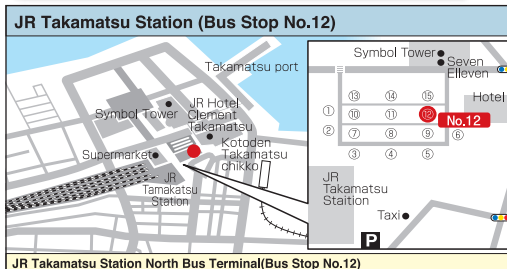 JR Takamatsu Station (Bus Stop No.12)
Takamatsu port
Symbol Tower
JR Hotel
Clement
Takamatsu
Kotoden
Takamatsu
chikko
Supermarket
JR
Tamakatsu
Station
Symbol Tower
Seven
Elleven
Hotel
⑬ ⑭ ⑮
① ⑩ ⑪ ⑫
No.12
② ⑦ ⑧ ⑨ ⑥
③ ④ ⑤
JR
Takamatsu
Staition
Taxi
P
JR Takamatsu Station North Bus Terminal(Bus Stop No.12)